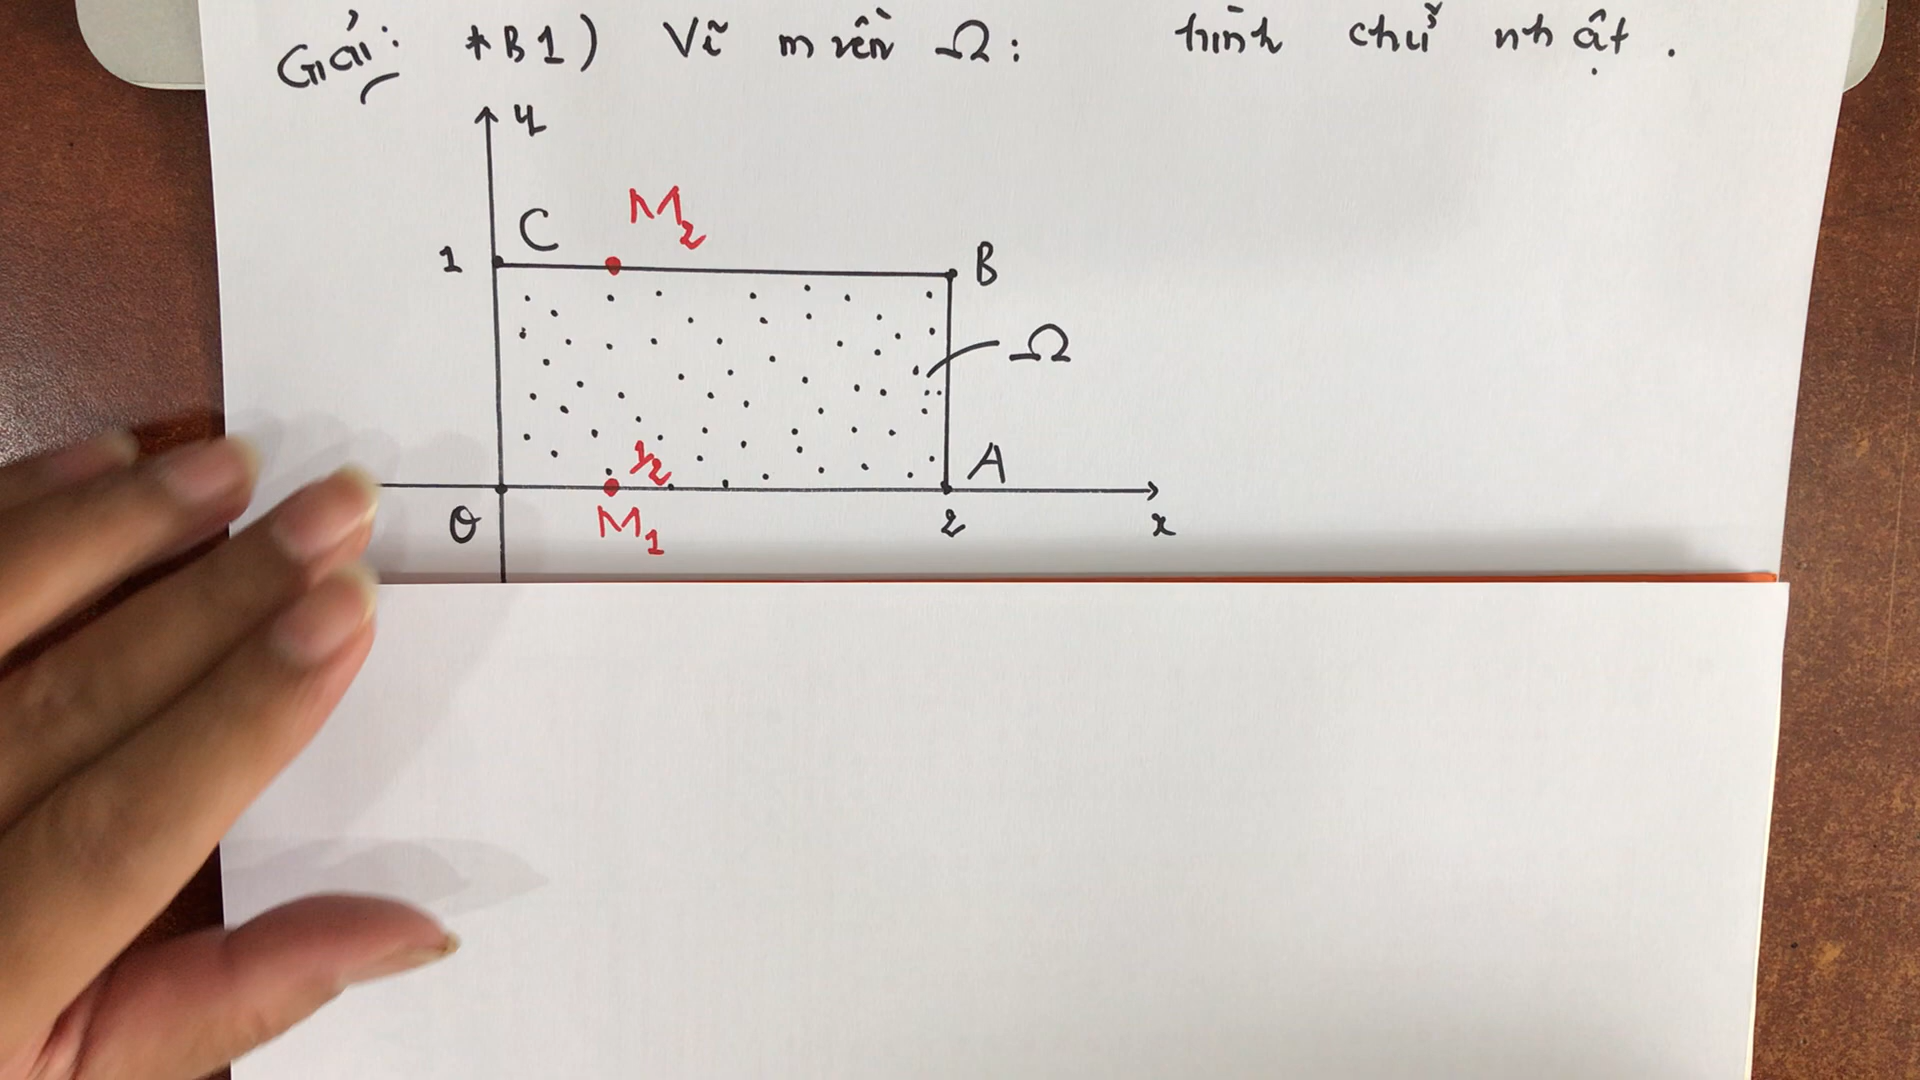 Giải: *B1) Vẽ miền Ω: hình chữ nhật.
y
M₂
C
1
B
Ω
1/2
A
O
M₁
2
x